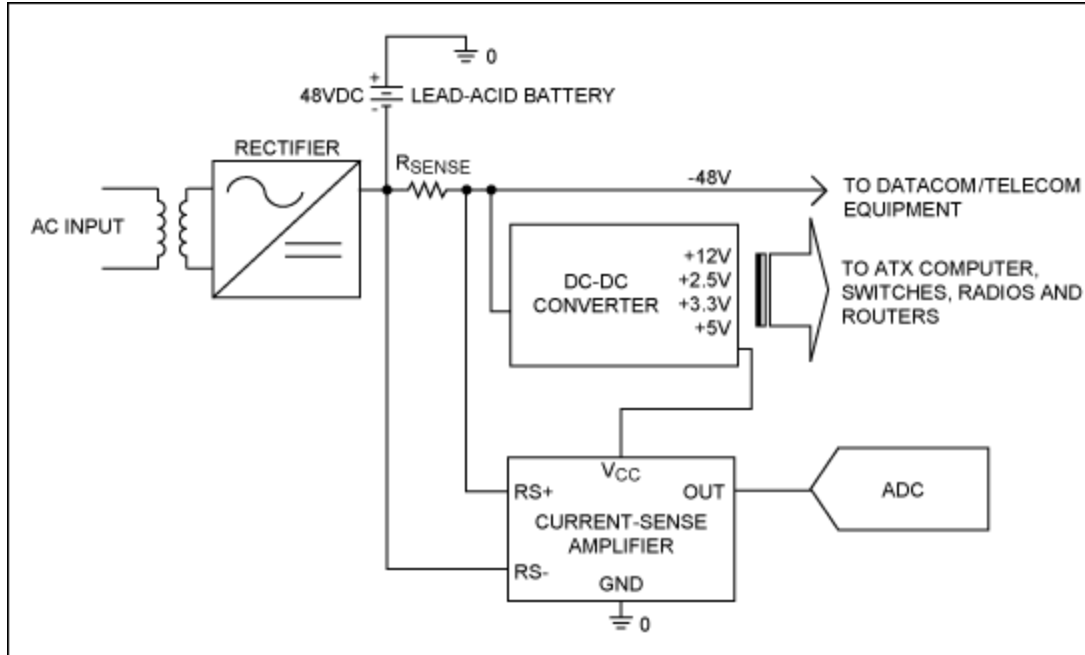 0
+
48VDC
-
LEAD-ACID BATTERY
RECTIFIER
RSENSE
-48V
TO DATACOM/TELECOM
EQUIPMENT
AC INPUT
DC-DC
CONVERTER
+12V
+2.5V
+3.3V
+5V
TO ATX COMPUTER,
SWITCHES, RADIOS AND
ROUTERS
VCC
RS+
OUT
ADC
CURRENT-SENSE
AMPLIFIER
RS-
GND
0